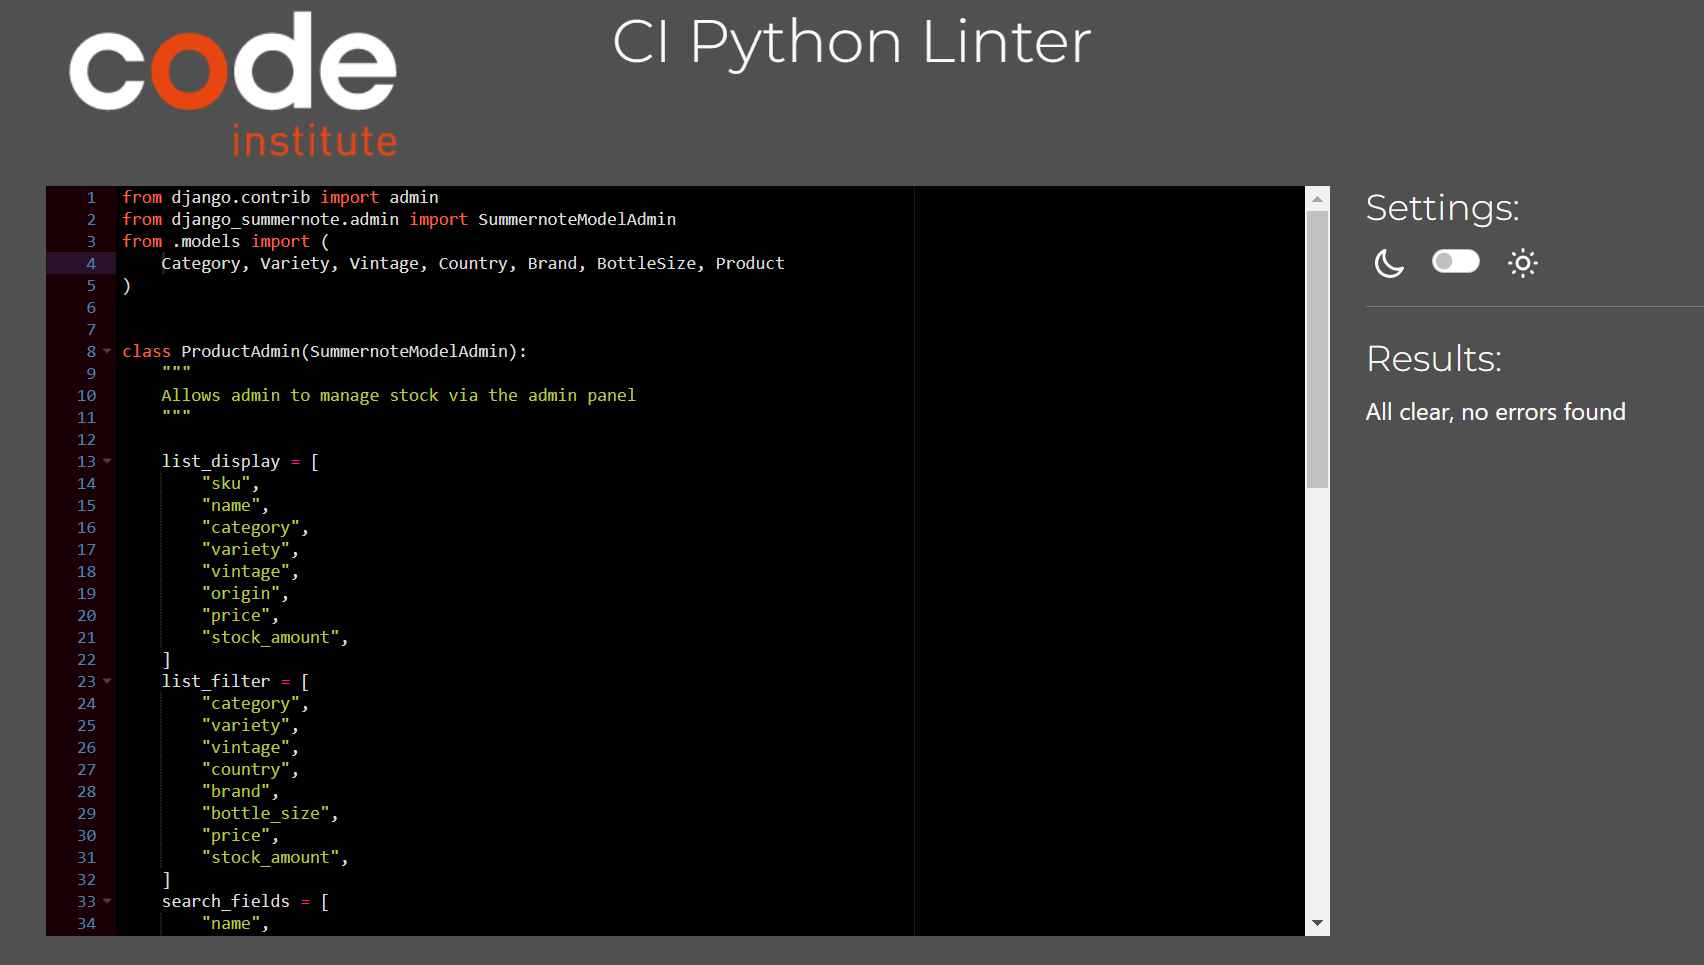 code
institute
CI Python Linter
1 from django.contrib import admin
2 from django_summernote.admin import SummernoteModelAdmin
3 from .models import (
4     Category, Variety, Vintage, Country, Brand, BottleSize, Product
5 )
6
7
8 class ProductAdmin(SummernoteModelAdmin):
9     """
10     Allows admin to manage stock via the admin panel
11     """
12
13     list_display = [
14         "sku",
15         "name",
16         "category",
17         "variety",
18         "vintage",
19         "origin",
20         "price",
21         "stock_amount",
22     ]
23     list_filter = [
24         "category",
25         "variety",
26         "vintage",
27         "country",
28         "brand",
29         "bottle_size",
30         "price",
31         "stock_amount",
32     ]
33     search_fields = [
34         "name",
Settings:
Results:
All clear, no errors found